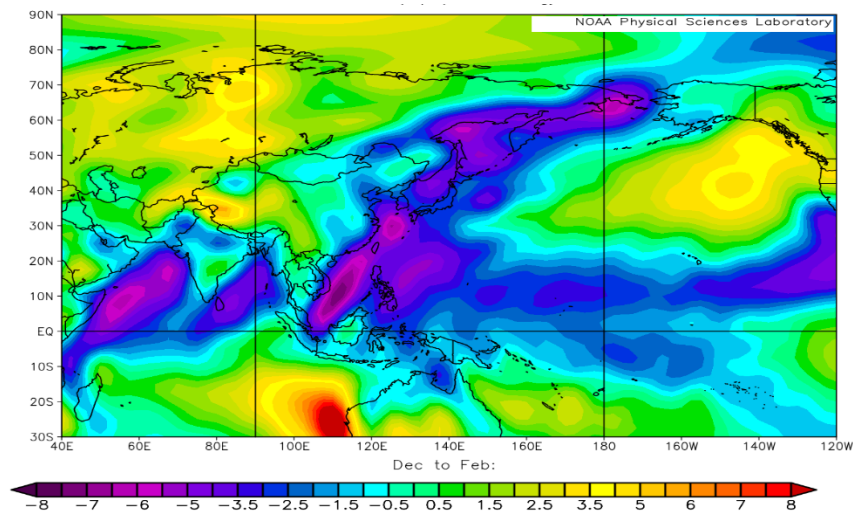 NOAA Physical Sciences Laboratory
90N
80N
70N
60N
50N
40N
30N
20N
10N
EQ
10S
20S
30S
40E 60E 80E 100E 120E 140E 160E 180 160W 140W 120W
Dec to Feb:
-8 -7 -6 -5 -3.5 -2.5 -1.5 -0.5 0.5 1.5 2.5 3.5 5 6 7 8